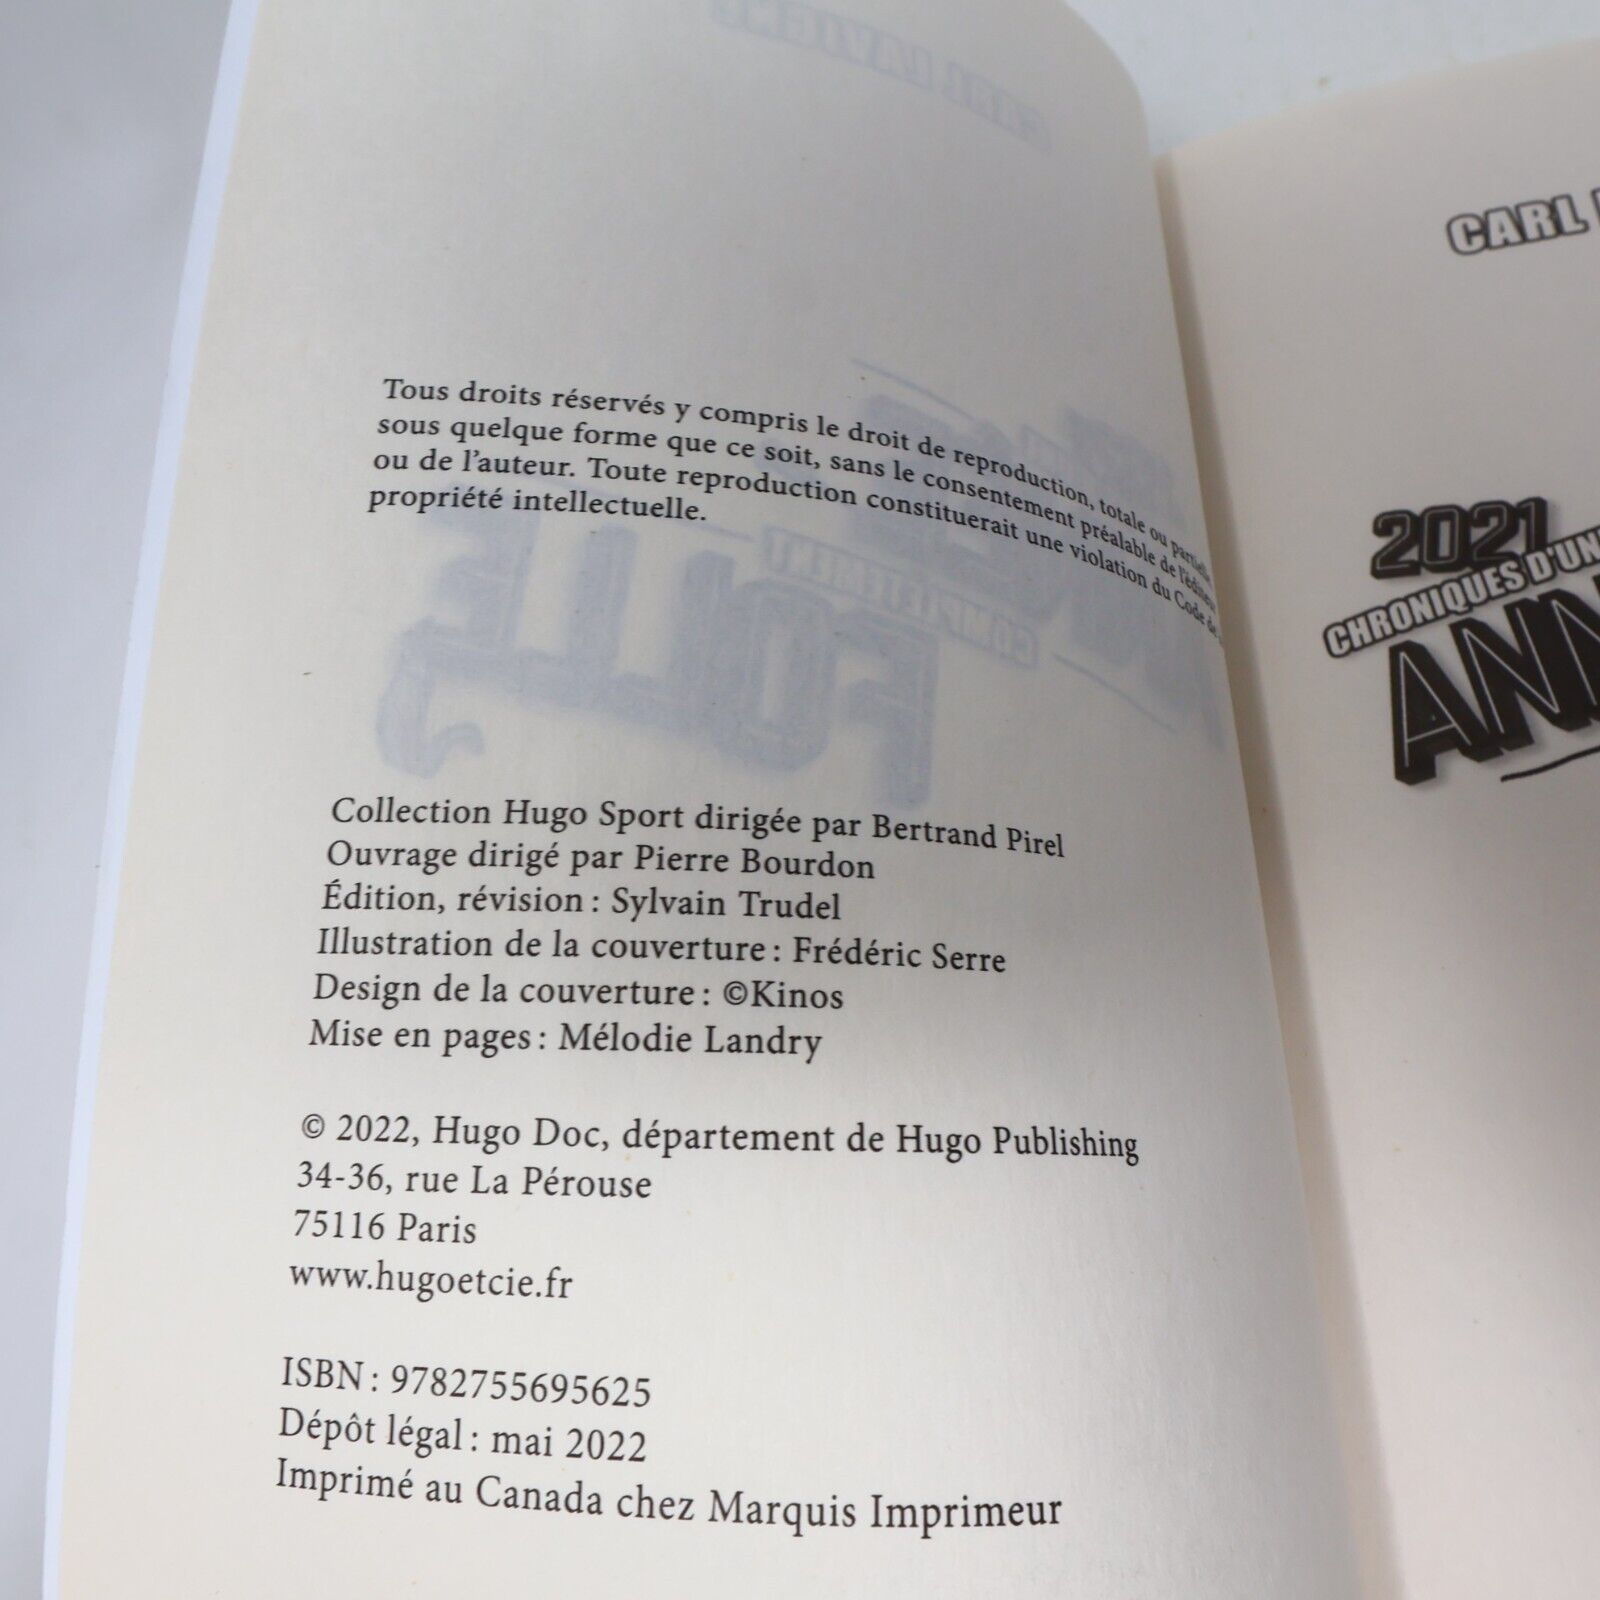 Tous droits réservés y compris le droit de reproduction, totale ou partielle
sous quelque forme que ce soit, sans le consentement préalable de l'éditeur
ou de l'auteur. Toute reproduction constituerait une violation du Code de
propriété intellectuelle.
Collection Hugo Sport dirigée par Bertrand Pirel
Ouvrage dirigé par Pierre Bourdon
Édition, révision : Sylvain Trudel
Illustration de la couverture : Frédéric Serre
Design de la couverture : ©Kinos
Mise en pages : Mélodie Landry
© 2022, Hugo Doc, département de Hugo Publishing
34-36, rue La Pérouse
75116 Paris
www.hugoetcie.fr
ISBN : 9782755695625
Dépôt légal : mai 2022
Imprimé au Canada chez Marquis Imprimeur
CARL
2021
CHRONIQUES D'UN
ANN